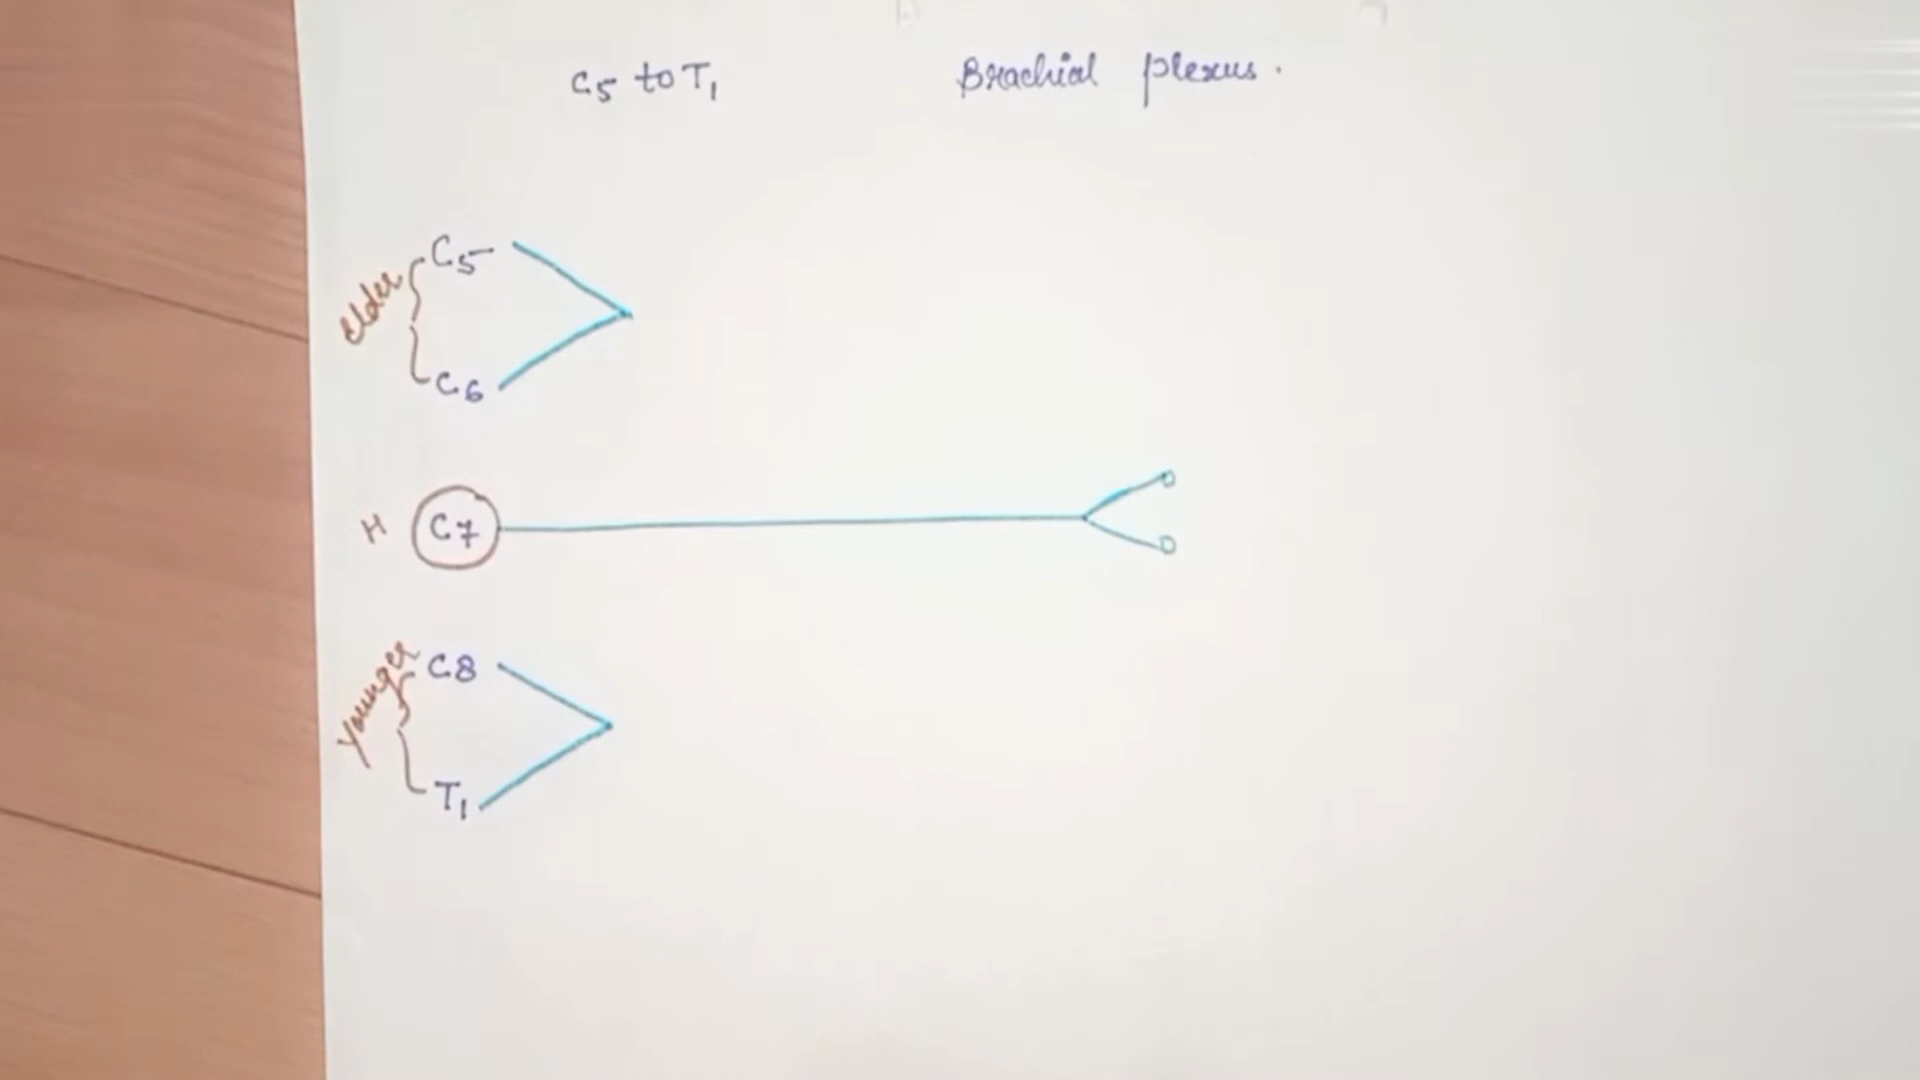 C5 to T1 Brachial plexus.
Elder
C5
C6
H C7
Younger
C8
T1